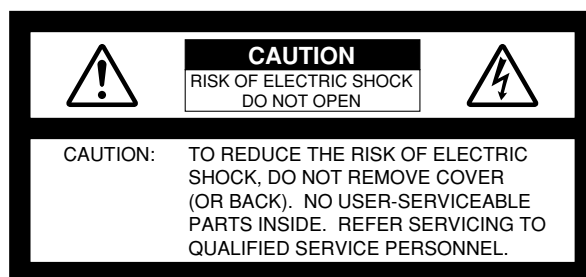 CAUTION
RISK OF ELECTRIC SHOCK
DO NOT OPEN
CAUTION: TO REDUCE THE RISK OF ELECTRIC
SHOCK, DO NOT REMOVE COVER
(OR BACK). NO USER-SERVICEABLE
PARTS INSIDE. REFER SERVICING TO
QUALIFIED SERVICE PERSONNEL.